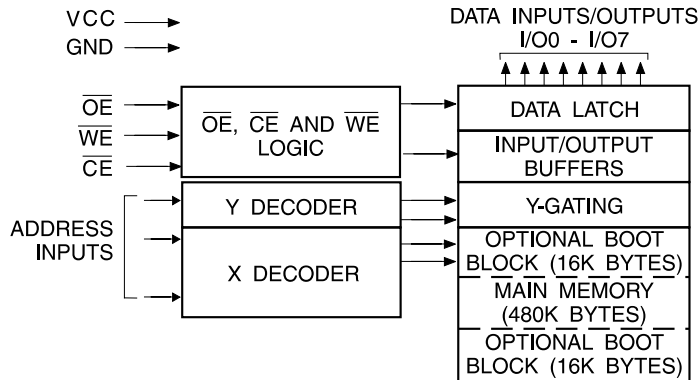 VCC
GND
DATA INPUTS/OUTPUTS
I/O0 - I/O7
OE
WE
CE
OE, CE AND WE
LOGIC
DATA LATCH
INPUT/OUTPUT
BUFFERS
ADDRESS
INPUTS
Y DECODER
Y-GATING
X DECODER
OPTIONAL BOOT
BLOCK (16K BYTES)
MAIN MEMORY
(480K BYTES)
OPTIONAL BOOT
BLOCK (16K BYTES)